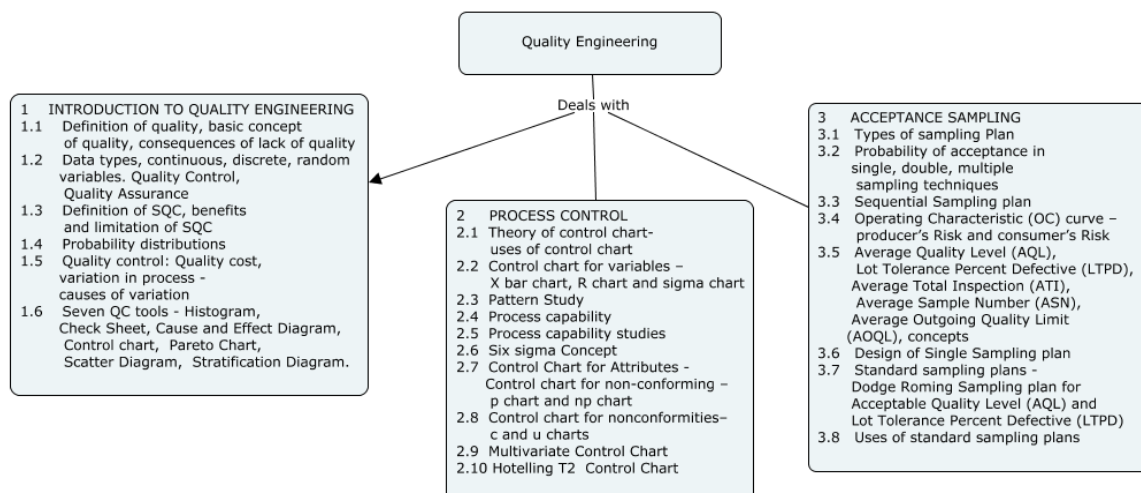 Quality Engineering
Deals with
1 INTRODUCTION TO QUALITY ENGINEERING
1.1 Definition of quality, basic concept
of quality, consequences of lack of quality
1.2 Data types, continuous, discrete, random
variables. Quality Control,
Quality Assurance
1.3 Definition of SQC, benefits
and limitation of SQC
1.4 Probability distributions
1.5 Quality control: Quality cost,
variation in process -
causes of variation
1.6 Seven QC tools - Histogram,
Check Sheet, Cause and Effect Diagram,
Control chart, Pareto Chart,
Scatter Diagram, Stratification Diagram.
2 PROCESS CONTROL
2.1 Theory of control chart-
uses of control chart
2.2 Control chart for variables –
X bar chart, R chart and sigma chart
2.3 Pattern Study
2.4 Process capability
2.5 Process capability studies
2.6 Six sigma Concept
2.7 Control Chart for Attributes -
Control chart for non-conforming –
p chart and np chart
2.8 Control chart for nonconformities–
c and u charts
2.9 Multivariate Control Chart
2.10 Hotelling T2 Control Chart
3 ACCEPTANCE SAMPLING
3.1 Types of sampling Plan
3.2 Probability of acceptance in
single, double, multiple
sampling techniques
3.3 Sequential Sampling plan
3.4 Operating Characteristic (OC) curve –
producer's Risk and consumer's Risk
3.5 Average Quality Level (AQL),
Lot Tolerance Percent Defective (LTPD),
Average Total Inspection (ATI),
Average Sample Number (ASN),
Average Outgoing Quality Limit
(AOQL), concepts
3.6 Design of Single Sampling plan
3.7 Standard sampling plans -
Dodge Roming Sampling plan for
Acceptable Quality Level (AQL) and
Lot Tolerance Percent Defective (LTPD)
3.8 Uses of standard sampling plans